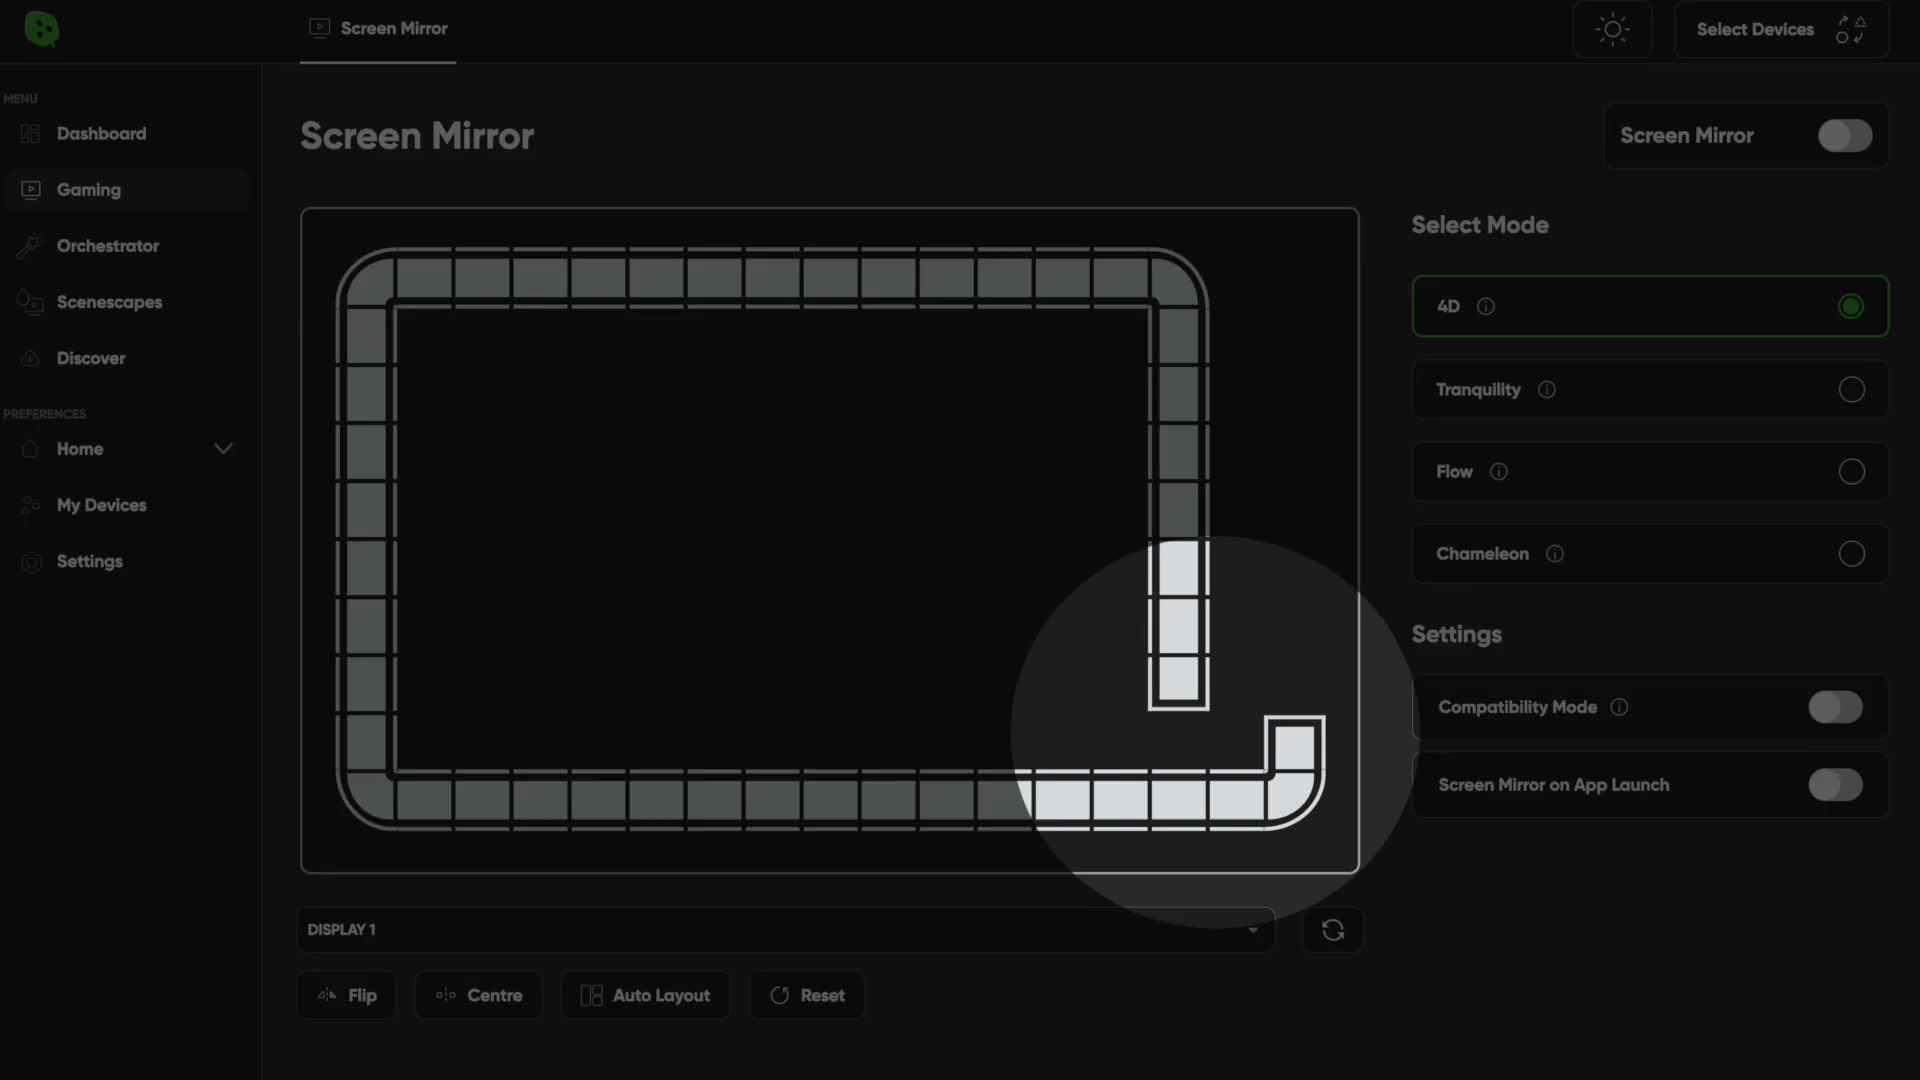 Screen Mirror
Select Devices
MENU
Dashboard
Gaming
Orchestrator
Scenescapes
Discover
PREFERENCES
Home
My Devices
Settings
Screen Mirror
Screen Mirror
Select Mode
4D
Tranquility
Flow
Chameleon
Settings
Compatibility Mode
Screen Mirror on App Launch
DISPLAY 1
Flip
Centre
Auto Layout
Reset